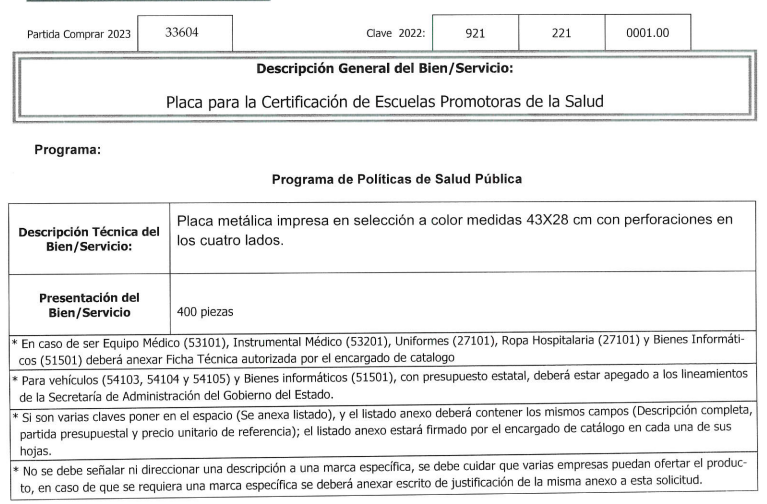 Partida Comprar 2023 33604 Clave 2022: 921 221 0001.00
Descripción General del Bien/Servicio:
Placa para la Certificación de Escuelas Promotoras de la Salud
Programa:
Programa de Políticas de Salud Pública
Descripción Técnica del
Bien/Servicio:
Placa metálica impresa en selección a color medidas 43X28 cm con perforaciones en
los cuatro lados.
Presentación del
Bien/Servicio
400 piezas
* En caso de ser Equipo Médico (53101), Instrumental Médico (53201), Uniformes (27101), Ropa Hospitalaria (27101) y Bienes Informáti-
cos (51501) deberá anexar Ficha Técnica autorizada por el encargado de catalogo
* Para vehículos (54103, 54104 y 54105) y Bienes informáticos (51501), con presupuesto estatal, deberá estar apegado a los lineamientos
de la Secretaría de Administración del Gobierno del Estado.
* Si son varias claves poner en el espacio (Se anexa listado), y el listado anexo deberá contener los mismos campos (Descripción completa,
partida presupuestal y precio unitario de referencia); el listado anexo estará firmado por el encargado de catálogo en cada una de sus
hojas.
* No se debe señalar ni direccionar una descripción a una marca específica, se debe cuidar que varias empresas puedan ofertar el produc-
to, en caso de que se requiera una marca específica se deberá anexar escrito de justificación de la misma anexo a esta solicitud.